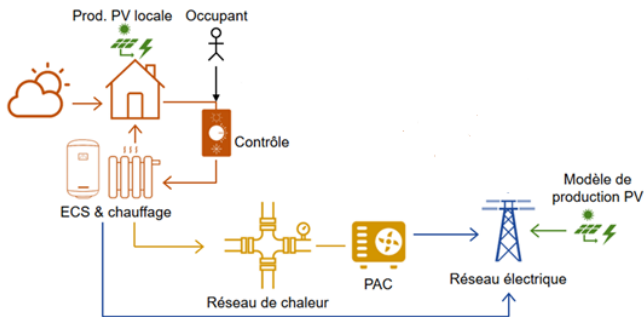 Prod. PV locale
Occupant
Contrôle
ECS & chauffage
Modèle de
production PV
Réseau de chaleur
PAC
Réseau électrique